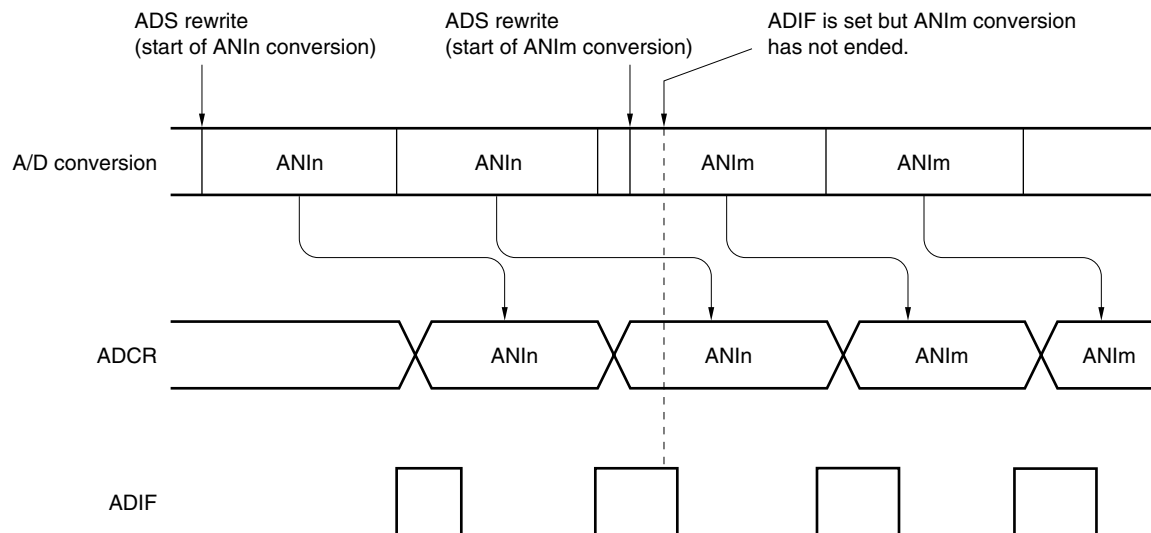 ADS rewrite
(start of ANIn conversion)
ADS rewrite
(start of ANIm conversion)
ADIF is set but ANIm conversion
has not ended.
A/D conversion
ANIn
ANIn
ANIm
ANIm
ADCR
ANIn
ANIn
ANIm
ANIm
ADIF